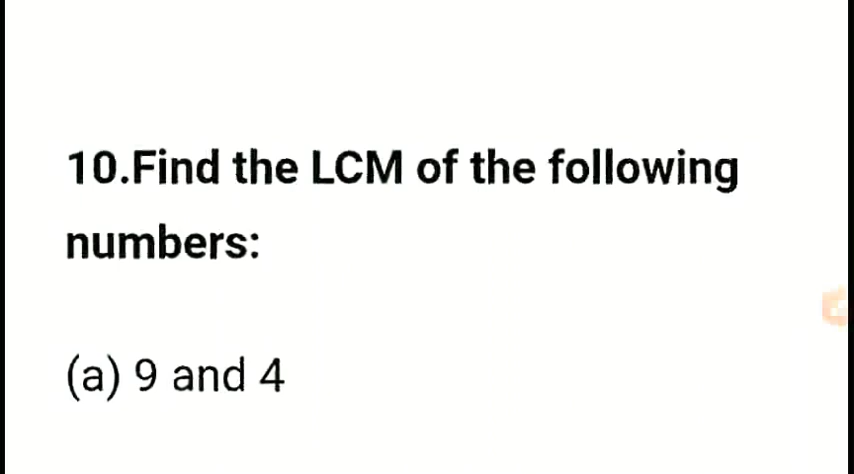 10.Find the LCM of the following
numbers:
(a) 9 and 4